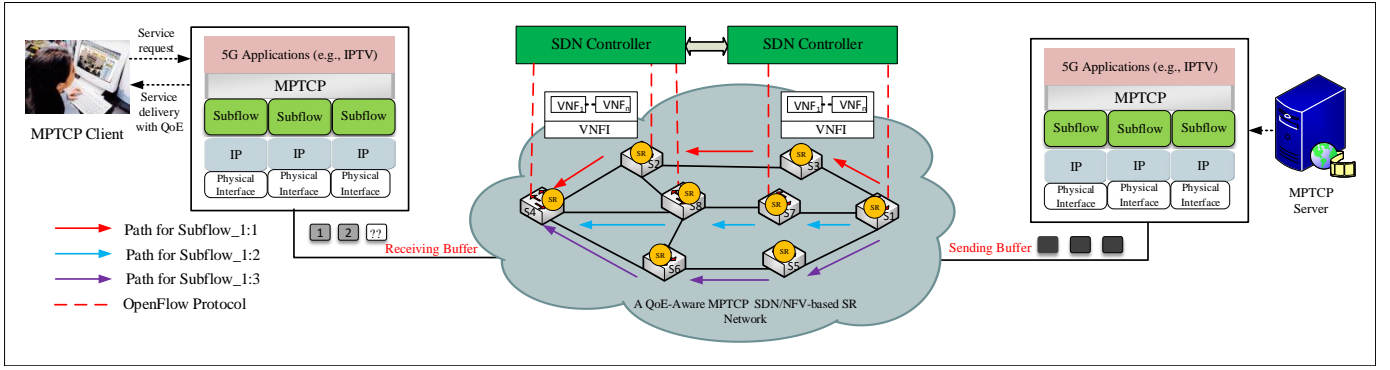 Service
request
Service
delivery
with QoE
MPTCP Client
5G Applications (e.g., IPTV)
MPTCP
Subflow Subflow Subflow
IP IP IP
Physical
Interface
Physical
Interface
Physical
Interface
1 2 ??
Receiving Buffer
Path for Subflow_1:1
Path for Subflow_1:2
Path for Subflow_1:3
OpenFlow Protocol
SDN Controller
SDN Controller
VNF1 VNFn
VNFI
VNF1 VNFn
VNFI
SR
S2
SR
S3
SR
S4
SR
S8
SR
S7
SR
S1
SR
S6
SR
S5
A QoE-Aware MPTCP SDN/NFV-based SR
Network
Sending Buffer
5G Applications (e.g., IPTV)
MPTCP
Subflow Subflow Subflow
IP IP IP
Physical
Interface
Physical
Interface
Physical
Interface
MPTCP
Server